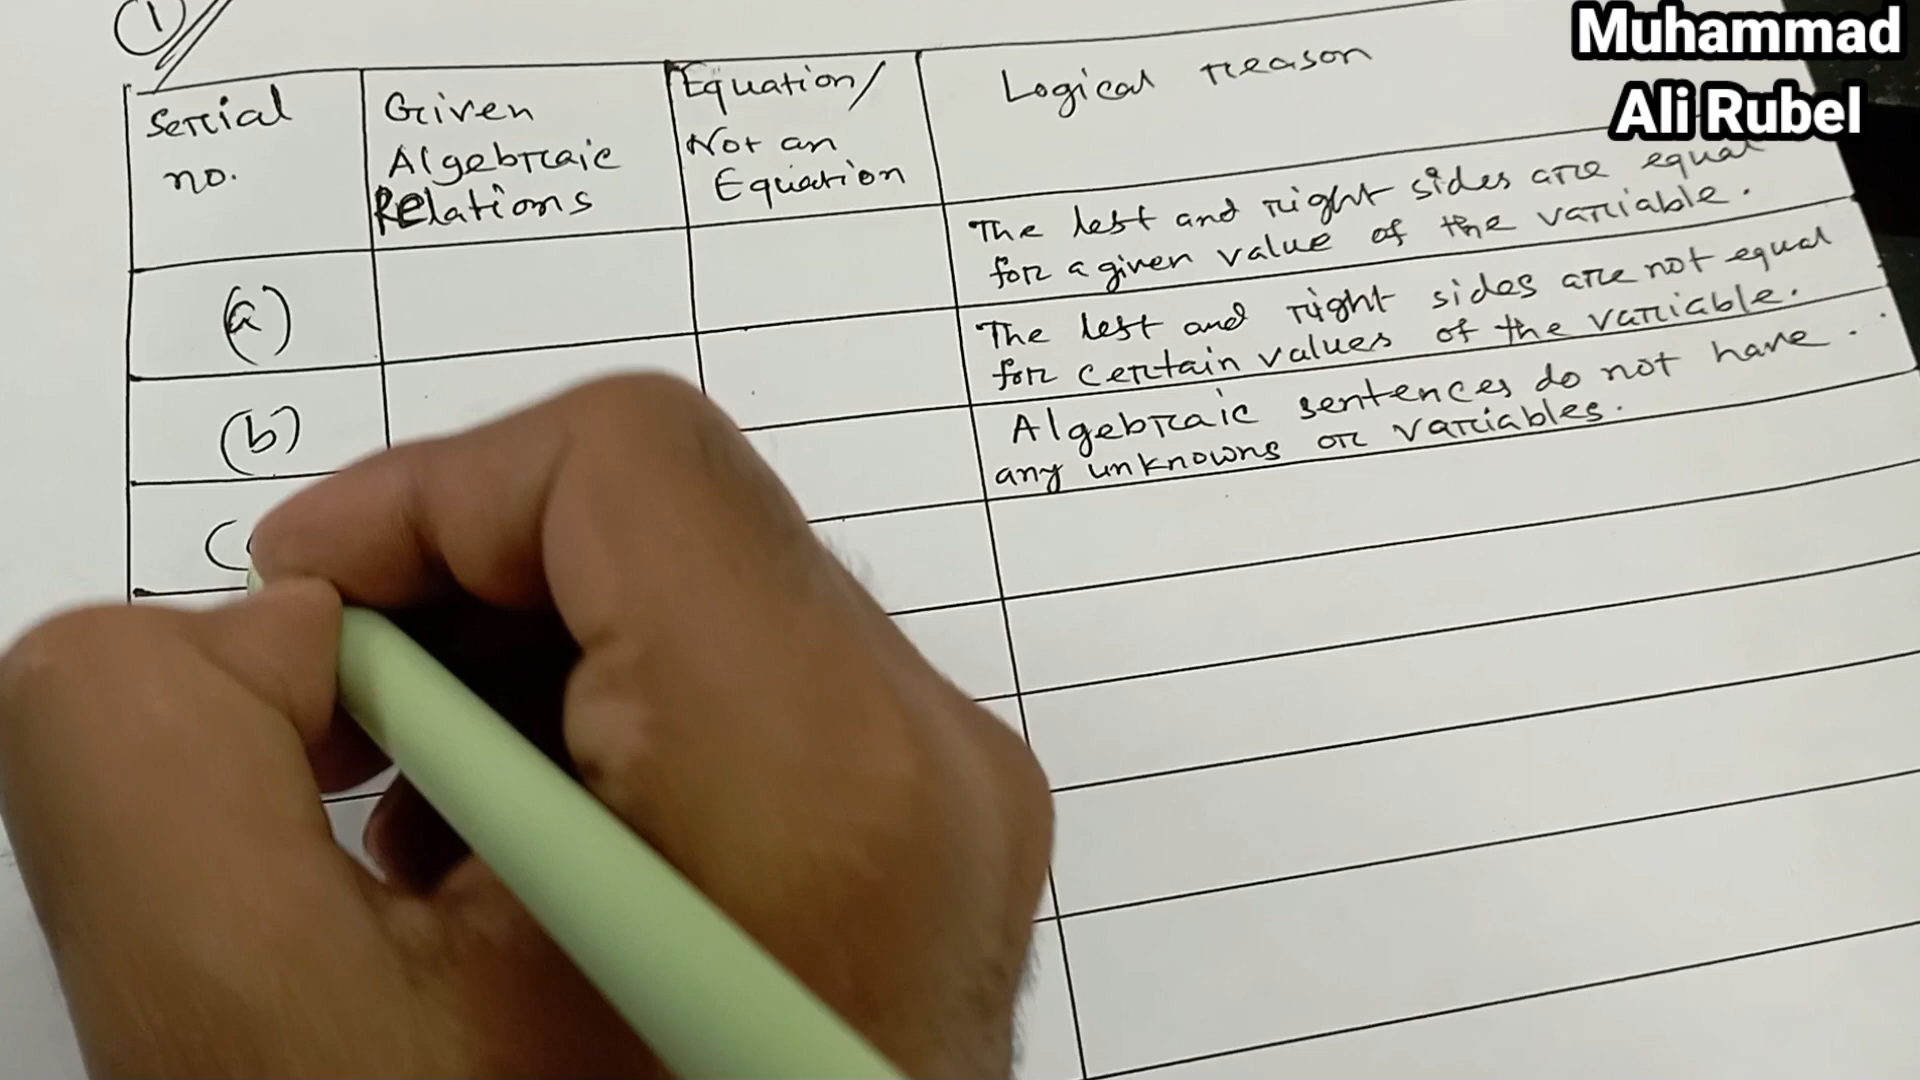 Muhammad
Ali Rubel
1
Serial
no.
Given
Algebraic
Relations
Equation/
Not an
Equation
Logical reason
(a)
The left and right sides are equal
for a given value of the variable.
(b)
The left and right sides are not equal
for certain values of the variable.
(c
Algebraic sentences do not have
any unknowns or variables.